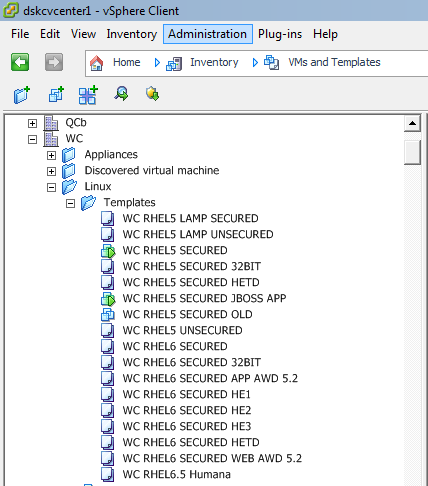 dskcvcenter1 - vSphere Client
File Edit View Inventory Administration Plug-ins Help
Home Inventory VMs and Templates
QCb
WC
Appliances
Discovered virtual machine
Linux
Templates
WC RHEL5 LAMP SECURED
WC RHEL5 LAMP UNSECURED
WC RHEL5 SECURED
WC RHEL5 SECURED 32BIT
WC RHEL5 SECURED HETD
WC RHEL5 SECURED JBOSS APP
WC RHEL5 SECURED OLD
WC RHEL5 UNSECURED
WC RHEL6 SECURED
WC RHEL6 SECURED 32BIT
WC RHEL6 SECURED APP AWD 5.2
WC RHEL6 SECURED HE1
WC RHEL6 SECURED HE2
WC RHEL6 SECURED HE3
WC RHEL6 SECURED HETD
WC RHEL6 SECURED WEB AWD 5.2
WC RHEL6.5 Humana